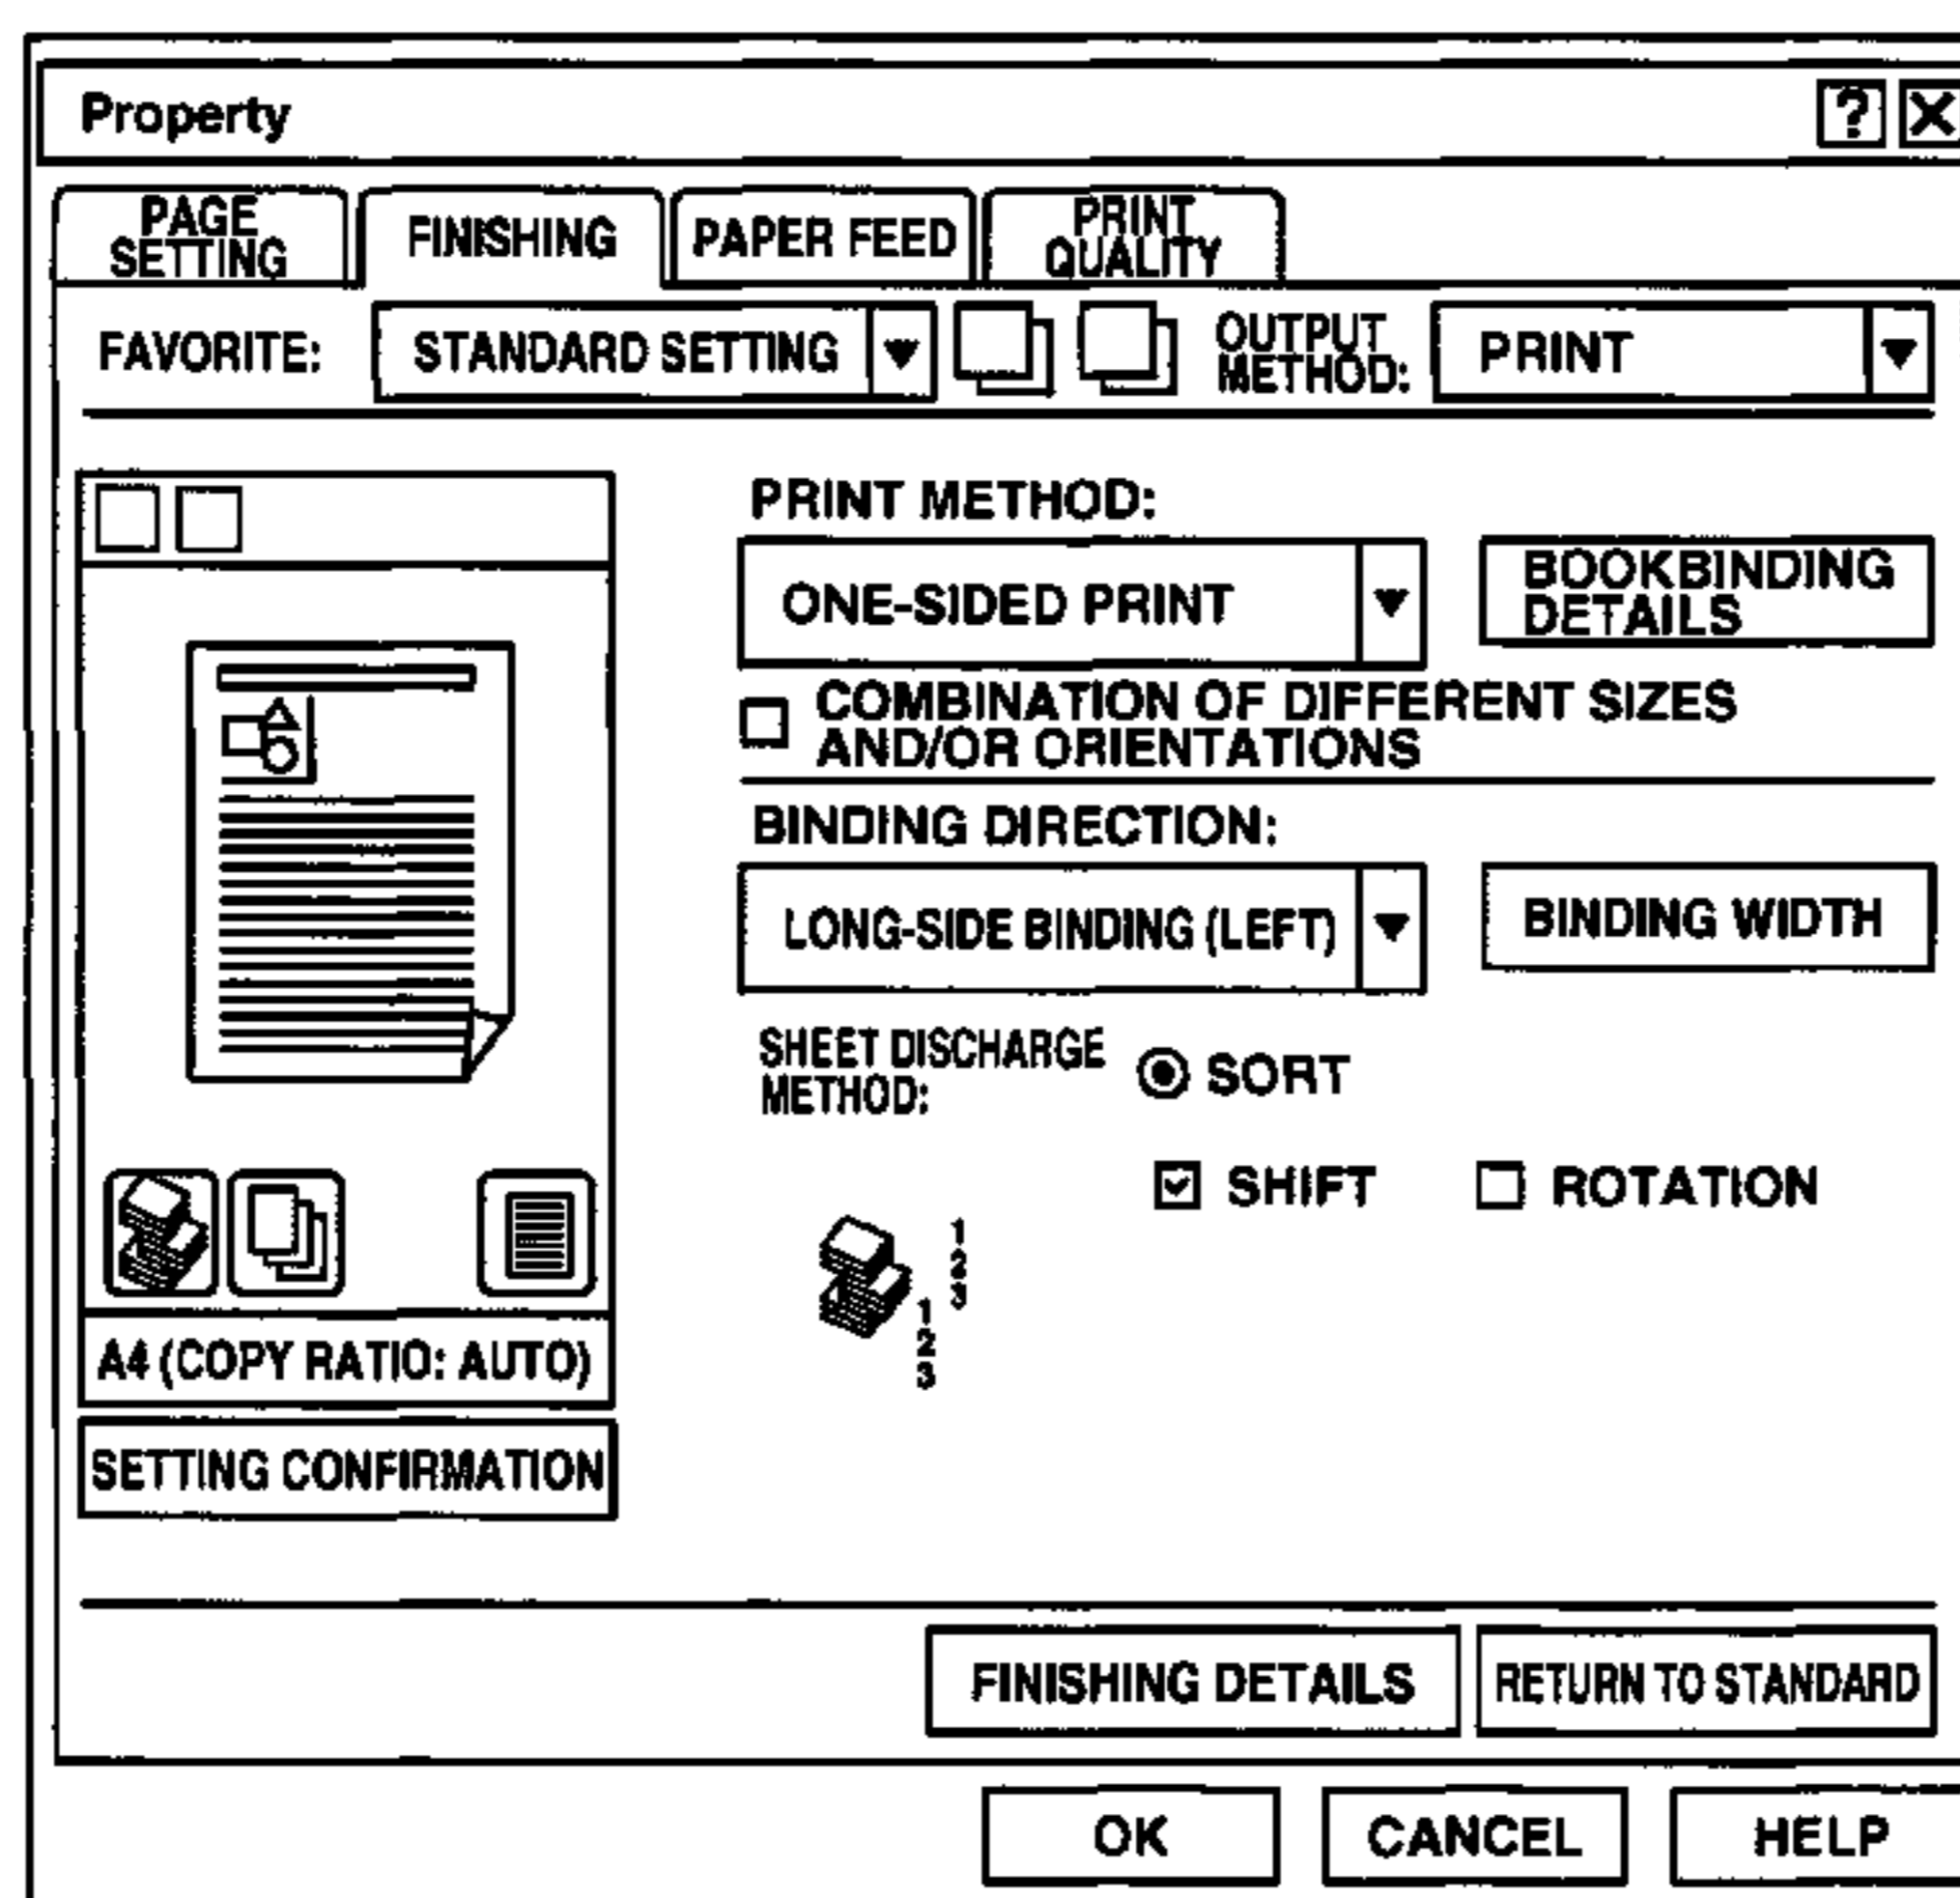 Property
?
PAGE
SETTING
FINISHING
PAPER FEED
PRINT
QUALITY
FAVORITE:
STANDARD SETTING
OUTPUT
METHOD:
PRINT
PRINT METHOD:
ONE-SIDED PRINT
BOOKBINDING
DETAILS
COMBINATION OF DIFFERENT SIZES
AND/OR ORIENTATIONS
BINDING DIRECTION:
LONG-SIDE BINDING (LEFT)
BINDING WIDTH
SHEET DISCHARGE
METHOD:
SORT
SHIFT
ROTATION
1
2
3
1
2
3
A4 (COPY RATIO: AUTO)
SETTING CONFIRMATION
FINISHING DETAILS
RETURN TO STANDARD
OK
CANCEL
HELP